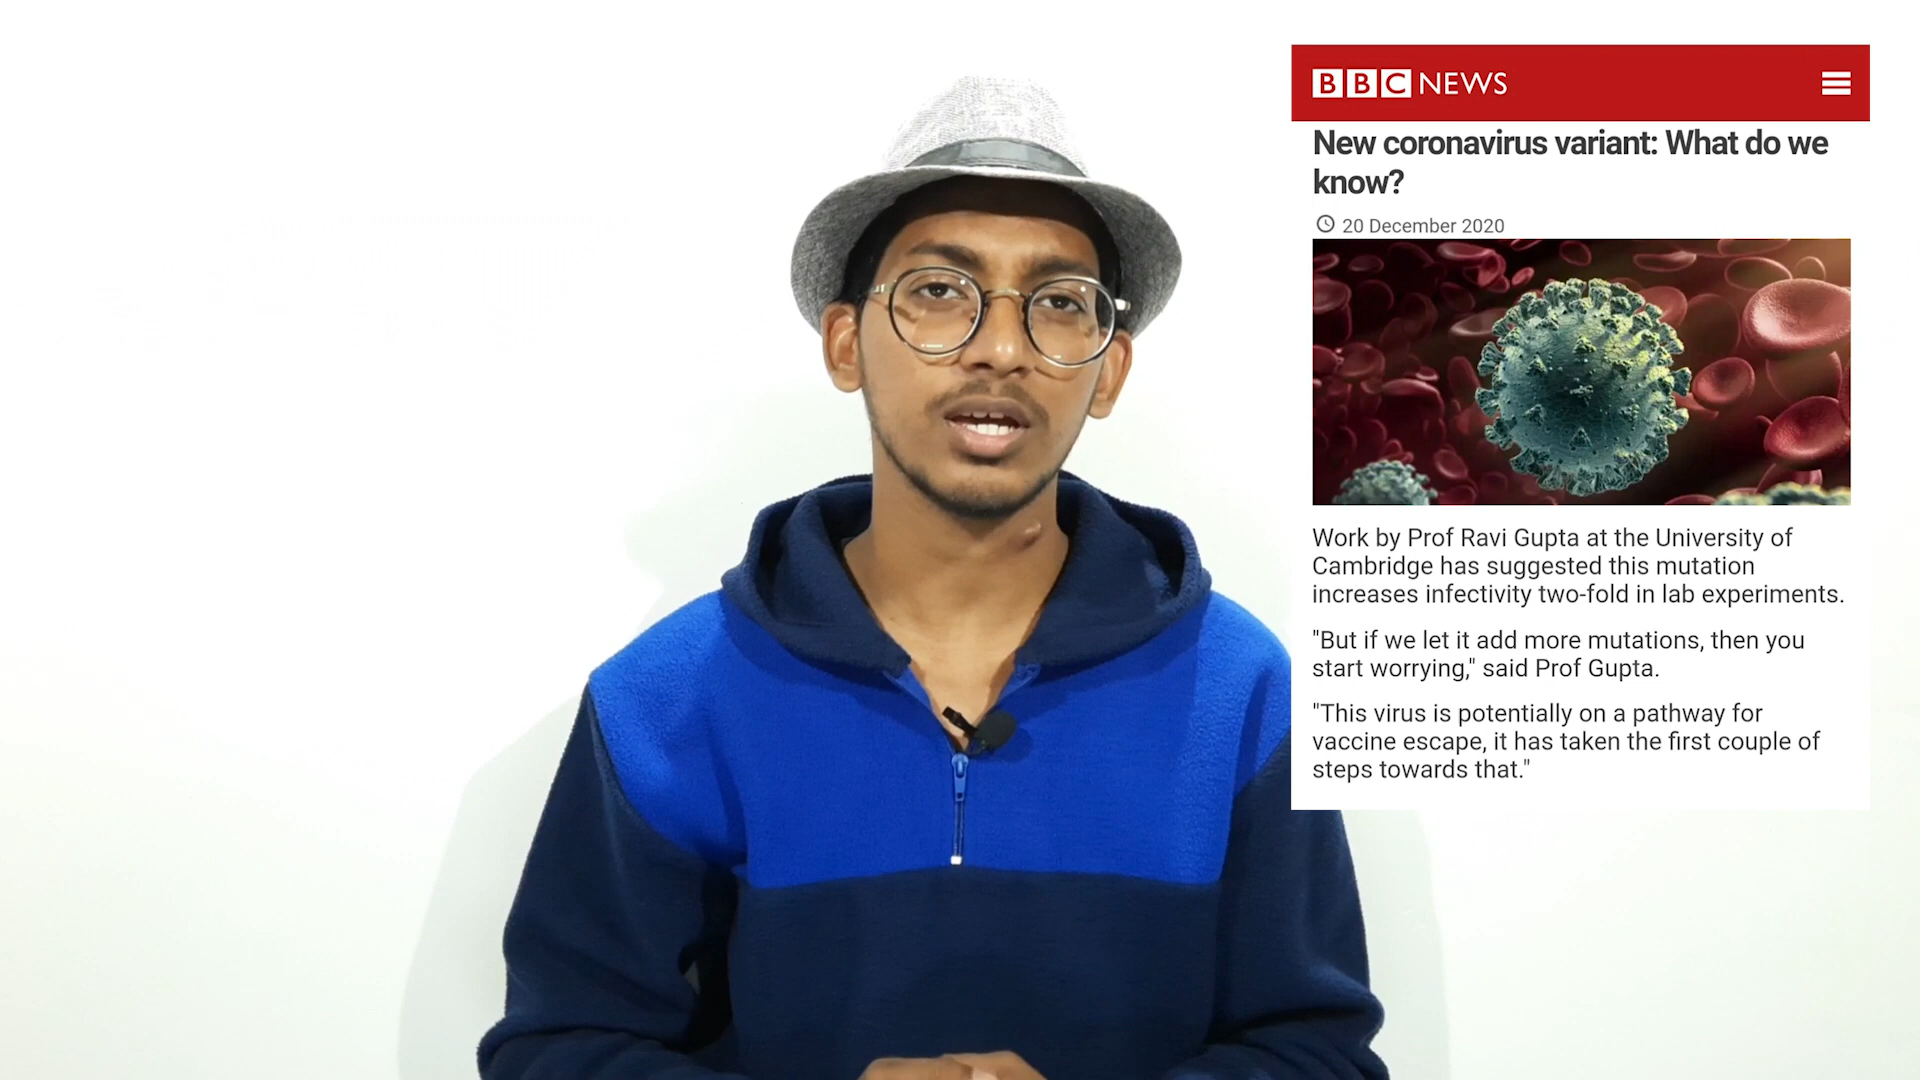 BBC NEWS
New coronavirus variant: What do we
know?
20 December 2020
Work by Prof Ravi Gupta at the University of
Cambridge has suggested this mutation
increases infectivity two-fold in lab experiments.
"But if we let it add more mutations, then you
start worrying," said Prof Gupta.
"This virus is potentially on a pathway for
vaccine escape, it has taken the first couple of
steps towards that."